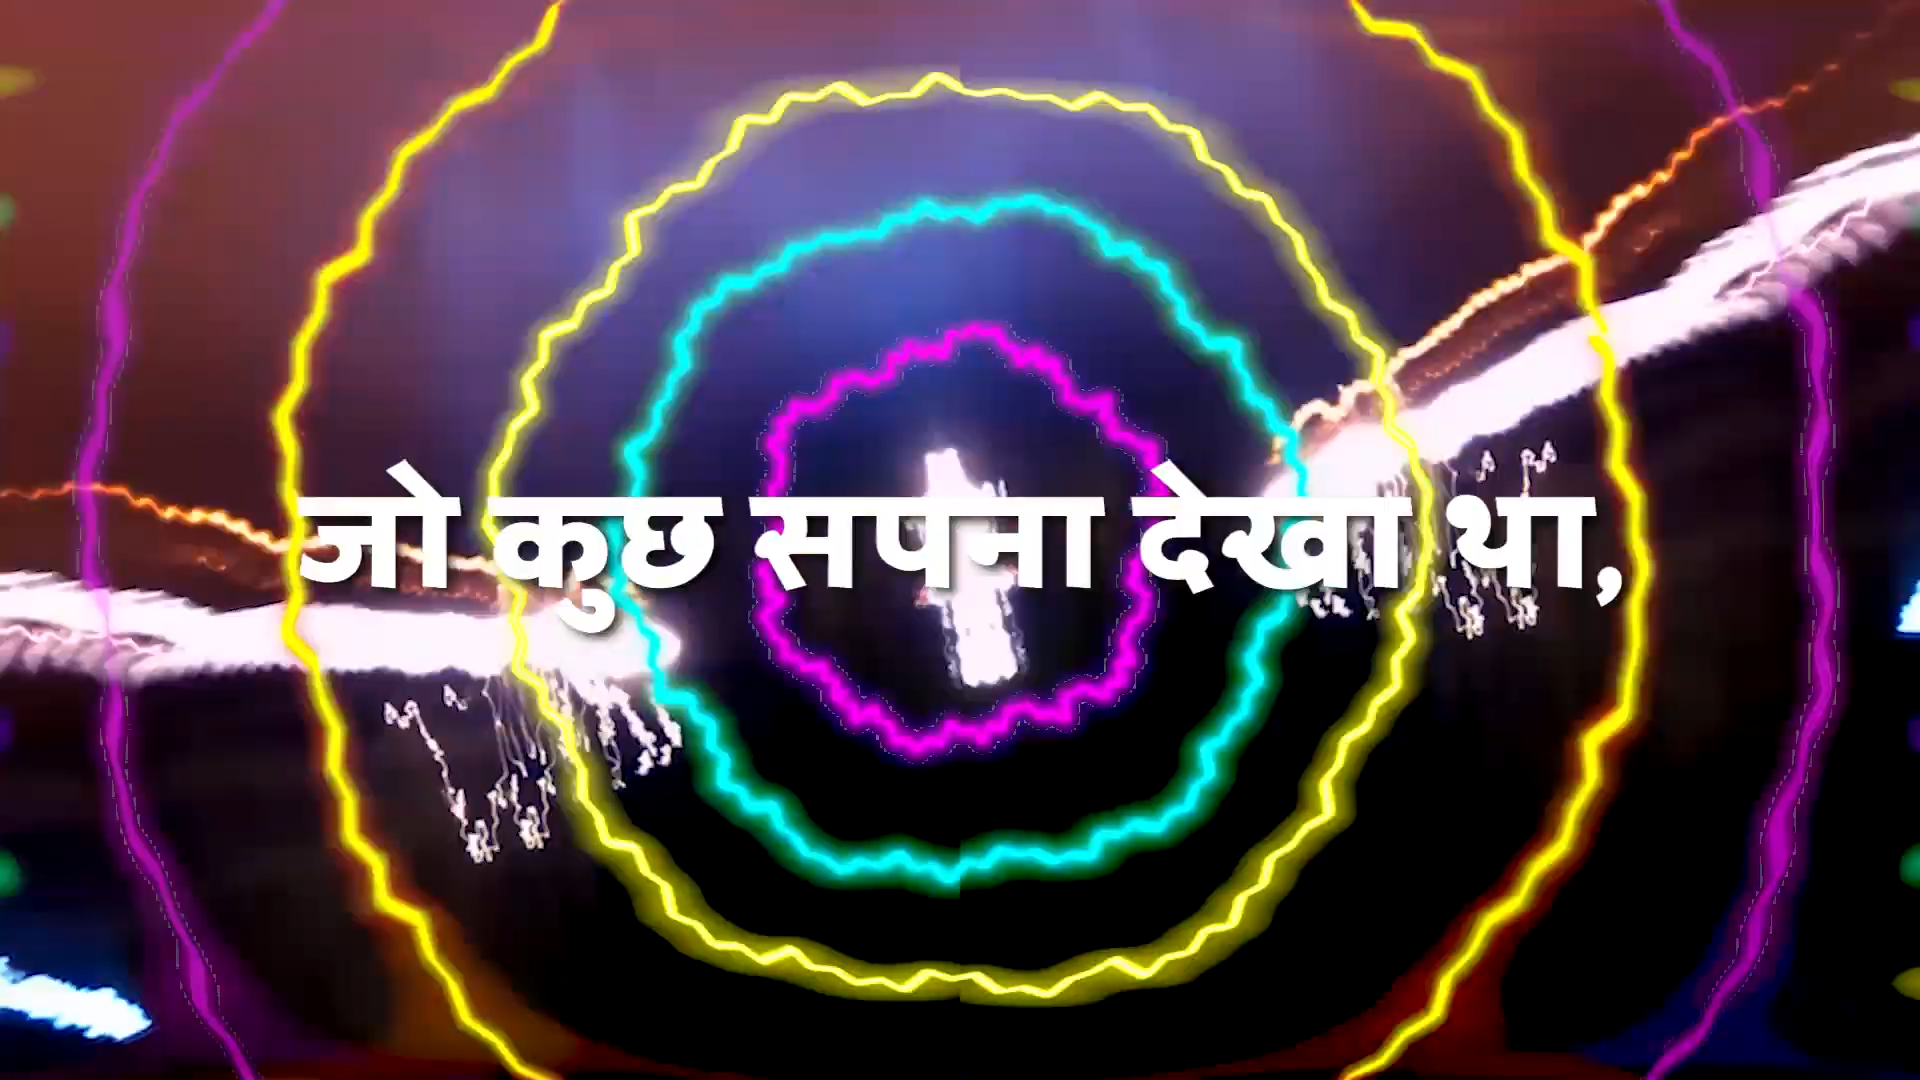 जो कुछ सपना देखा था,